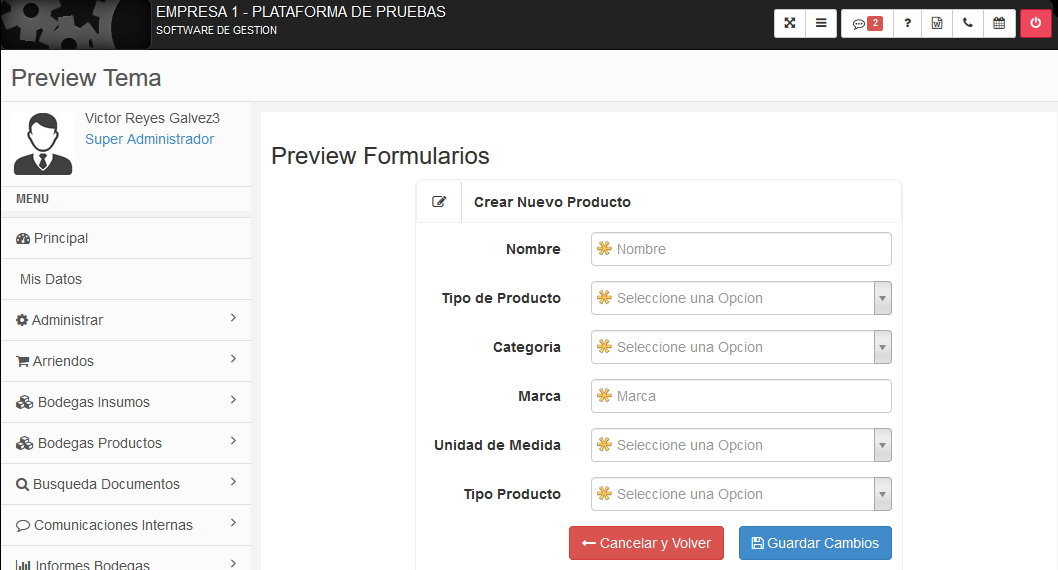 EMPRESA 1 - PLATAFORMA DE PRUEBAS
SOFTWARE DE GESTION
2
?
Preview Tema
Victor Reyes Galvez3
Super Administrador
MENU
Principal
Mis Datos
Administrar
Arriendos
Bodegas Insumos
Bodegas Productos
Busqueda Documentos
Comunicaciones Internas
Informes Bodegas
Preview Formularios
Crear Nuevo Producto
Nombre Nombre
Tipo de Producto Seleccione una Opcion
Categoria Seleccione una Opcion
Marca Marca
Unidad de Medida Seleccione una Opcion
Tipo Producto Seleccione una Opcion
Cancelar y Volver Guardar Cambios